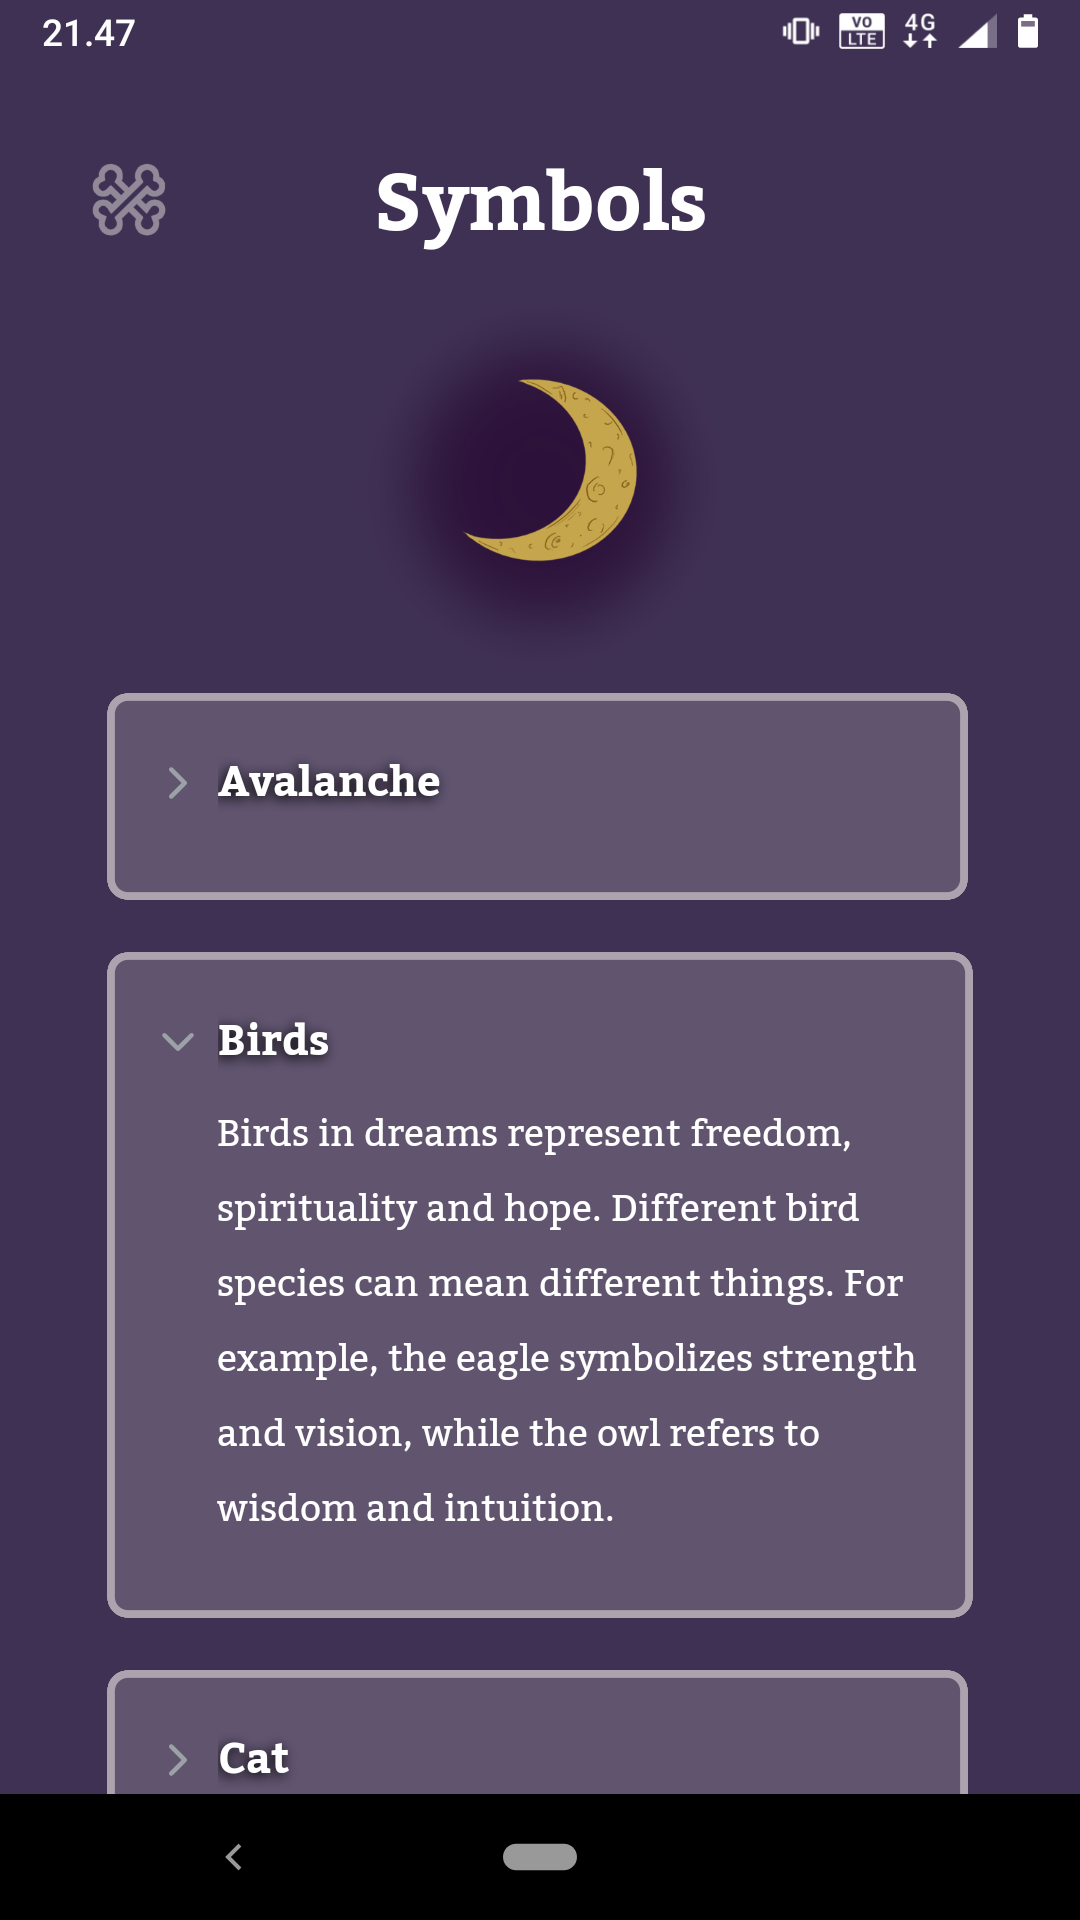 21.47
VO
LTE
4G
Symbols
Avalanche
Birds
Birds in dreams represent freedom,
spirituality and hope. Different bird
species can mean different things. For
example, the eagle symbolizes strength
and vision, while the owl refers to
wisdom and intuition.
Cat